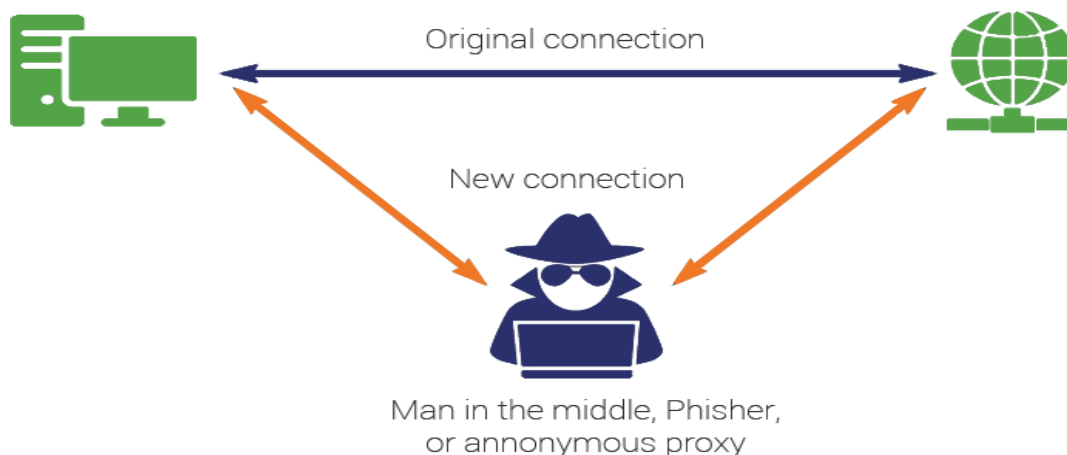 Original connection
New connection
Man in the middle, Phisher,
or annonymous proxy